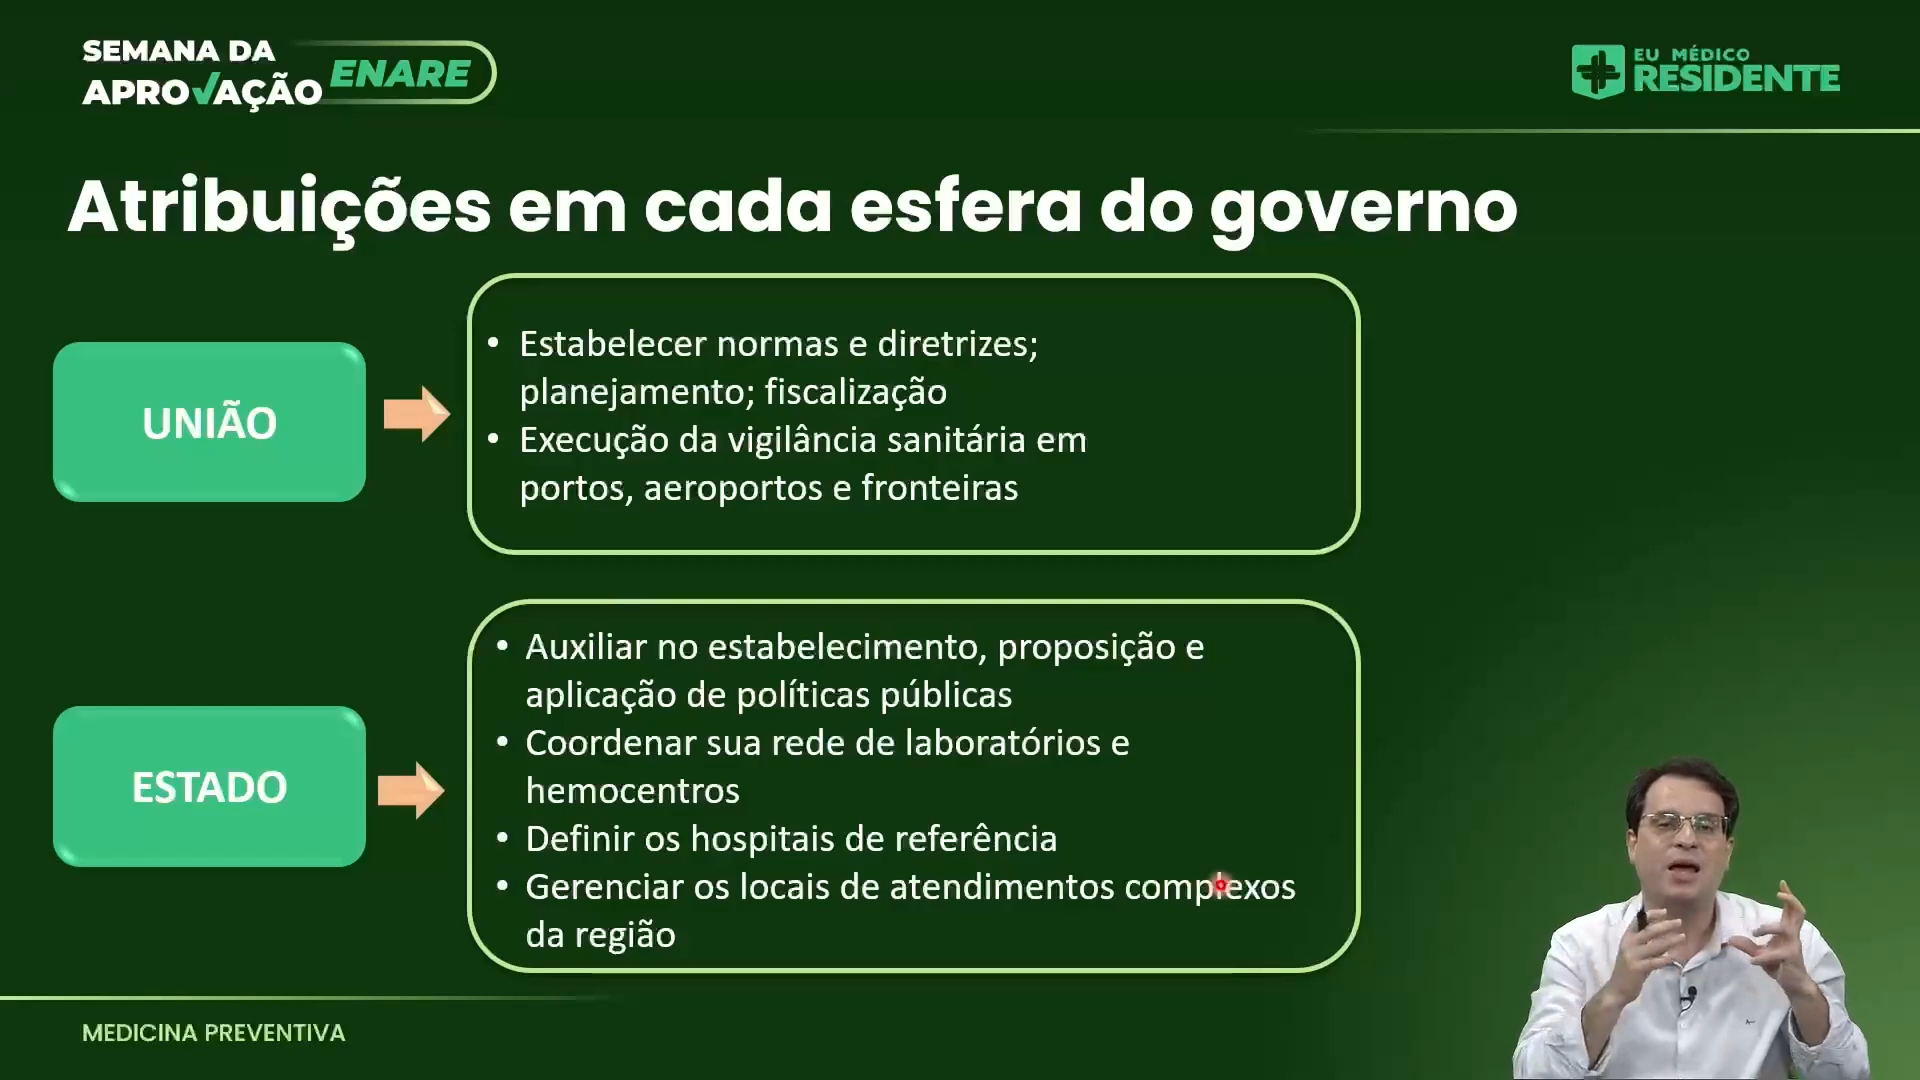 SEMANA DA
APROVAÇÃO ENARE
EU MÉDICO
RESIDENTE
Atribuições em cada esfera do governo
UNIÃO
• Estabelecer normas e diretrizes;
planejamento; fiscalização
• Execução da vigilância sanitária em
portos, aeroportos e fronteiras
ESTADO
• Auxiliar no estabelecimento, proposição e
aplicação de políticas públicas
• Coordenar sua rede de laboratórios e
hemocentros
• Definir os hospitais de referência
• Gerenciar os locais de atendimentos complexos
da região
MEDICINA PREVENTIVA